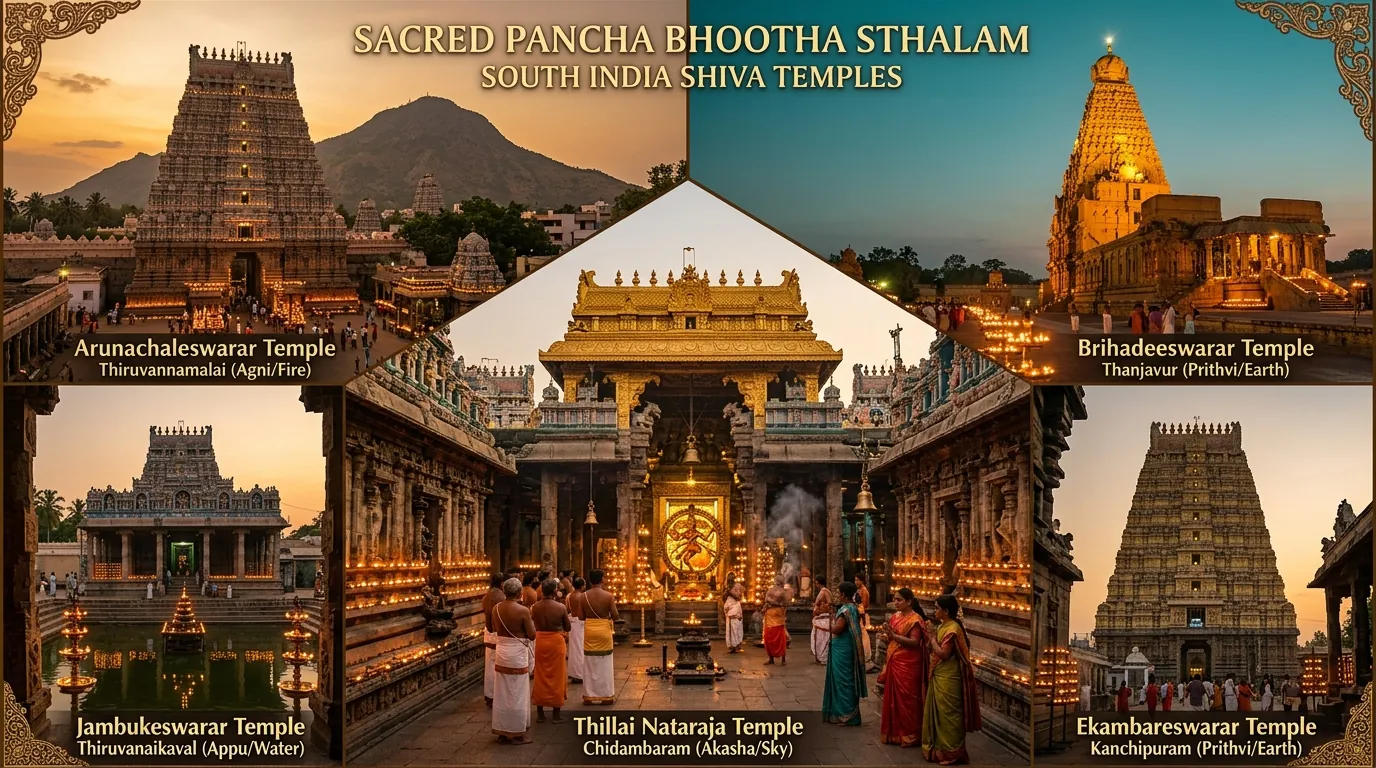 SACRED PANCHA BHOOTHA STHALAM
SOUTH INDIA SHIVA TEMPLES
Arunachaleswarar Temple
Thiruvannamalai (Agni/Fire)
Brihadeeswarar Temple
Thanjavur (Prithvi/Earth)
Jambukeswarar Temple
Thiruvanaikaval (Appu/Water)
Thillai Nataraja Temple
Chidambaram (Akasha/Sky)
Ekambareswarar Temple
Kanchipuram (Prithvi/Earth)